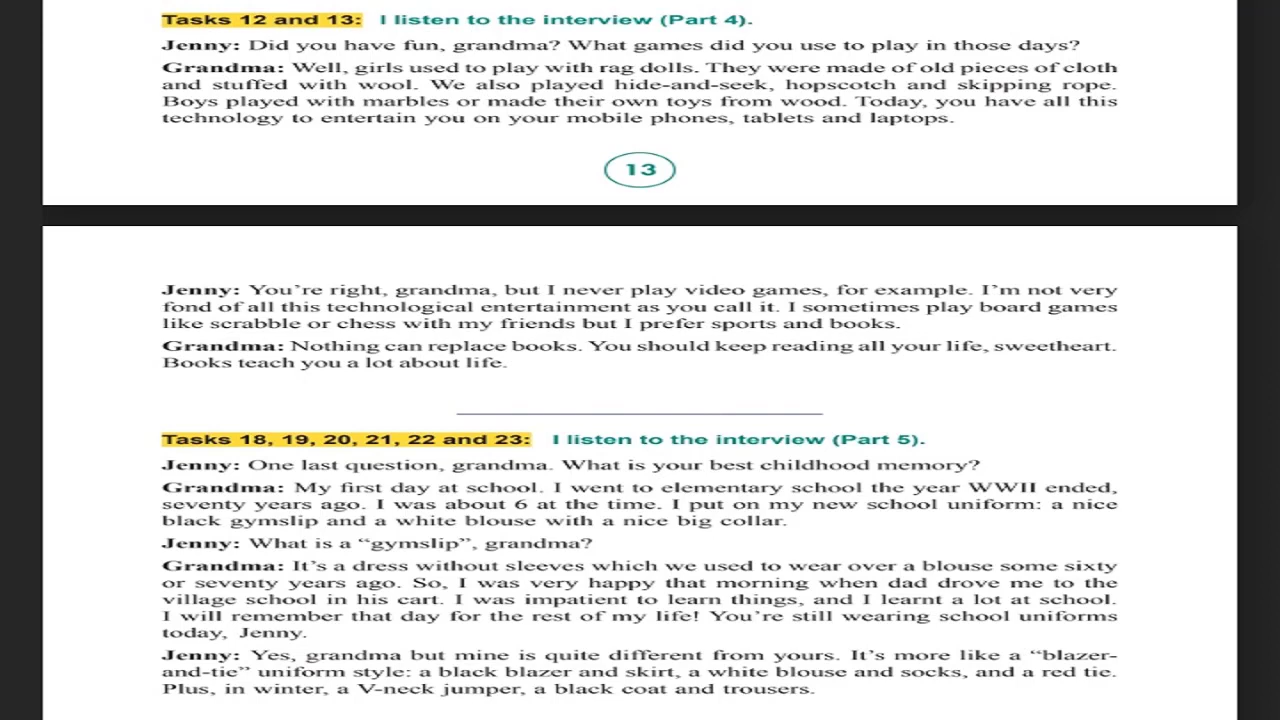 Tasks 12 and 13: I listen to the interview (Part 4).
Jenny: Did you have fun, grandma? What games did you use to play in those days?
Grandma: Well, girls used to play with rag dolls. They were made of old pieces of cloth
and stuffed with wool. We also played hide-and-seek, hopscotch and skipping rope.
Boys played with marbles or made their own toys from wood. Today, you have all this
technology to entertain you on your mobile phones, tablets and laptops.
13
Jenny: You're right, grandma, but I never play video games, for example. I'm not very
fond of all this technological entertainment as you call it. I sometimes play board games
like scrabble or chess with my friends but I prefer sports and books.
Grandma: Nothing can replace books. You should keep reading all your life, sweetheart.
Books teach you a lot about life.
Tasks 18, 19, 20, 21, 22 and 23: I listen to the interview (Part 5).
Jenny: One last question, grandma. What is your best childhood memory?
Grandma: My first day at school. I went to elementary school the year WWII ended,
seventy years ago. I was about 6 at the time. I put on my new school uniform: a nice
black gymslip and a white blouse with a nice big collar.
Jenny: What is a "gymslip", grandma?
Grandma: It's a dress without sleeves which we used to wear over a blouse some sixty
or seventy years ago. So, I was very happy that morning when dad drove me to the
village school in his cart. I was impatient to learn things, and I learnt a lot at school.
I will remember that day for the rest of my life! You're still wearing school uniforms
today, Jenny.
Jenny: Yes, grandma but mine is quite different from yours. It's more like a "blazer-
and-tie" uniform style: a black blazer and skirt, a white blouse and socks, and a red tie.
Plus, in winter, a V-neck jumper, a black coat and trousers.